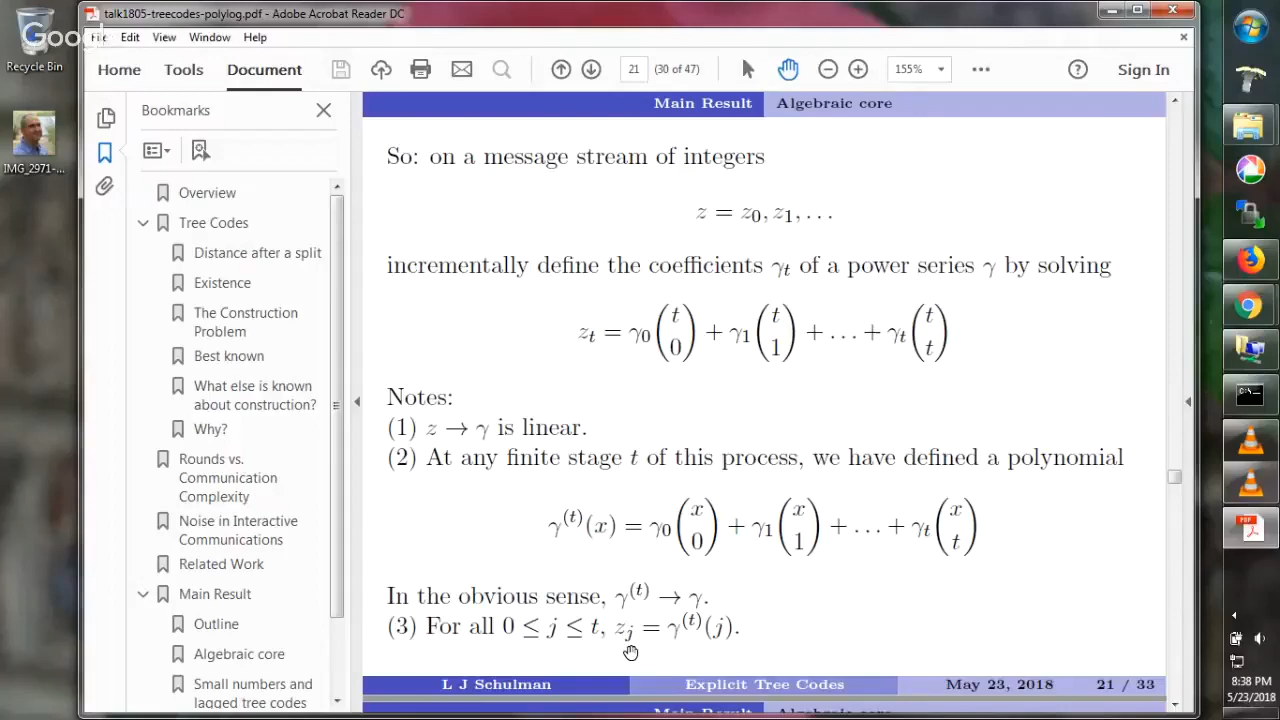 talk1805-treecodes-polylog.pdf - Adobe Acrobat Reader DC
File Edit View Window Help
Home Tools Document 21 (30 of 47) 155% Sign In
Recycle Bin
IMG_2971-...
Bookmarks
Overview
Tree Codes
Distance after a split
Existence
The Construction
Problem
Best known
What else is known
about construction?
Why?
Rounds vs.
Communication
Complexity
Noise in Interactive
Communications
Related Work
Main Result
Outline
Algebraic core
Small numbers and
lagged tree codes
Main Result Algebraic core
So: on a message stream of integers
z = z₀, z₁, . . .
incrementally define the coefficients γₜ of a power series γ by solving
zₜ = γ₀ (t 0) + γ₁ (t 1) + . . . + γₜ (t t)
Notes:
(1) z → γ is linear.
(2) At any finite stage t of this process, we have defined a polynomial
γ⁽ᵗ⁾(x) = γ₀ (x 0) + γ₁ (x 1) + . . . + γₜ (x t)
In the obvious sense, γ⁽ᵗ⁾ → γ.
(3) For all 0 ≤ j ≤ t, zⱼ = γ⁽ᵗ⁾(j).
L J Schulman Explicit Tree Codes May 23, 2018 21 / 33
Main Result Algebraic core
8:38 PM
5/23/2018